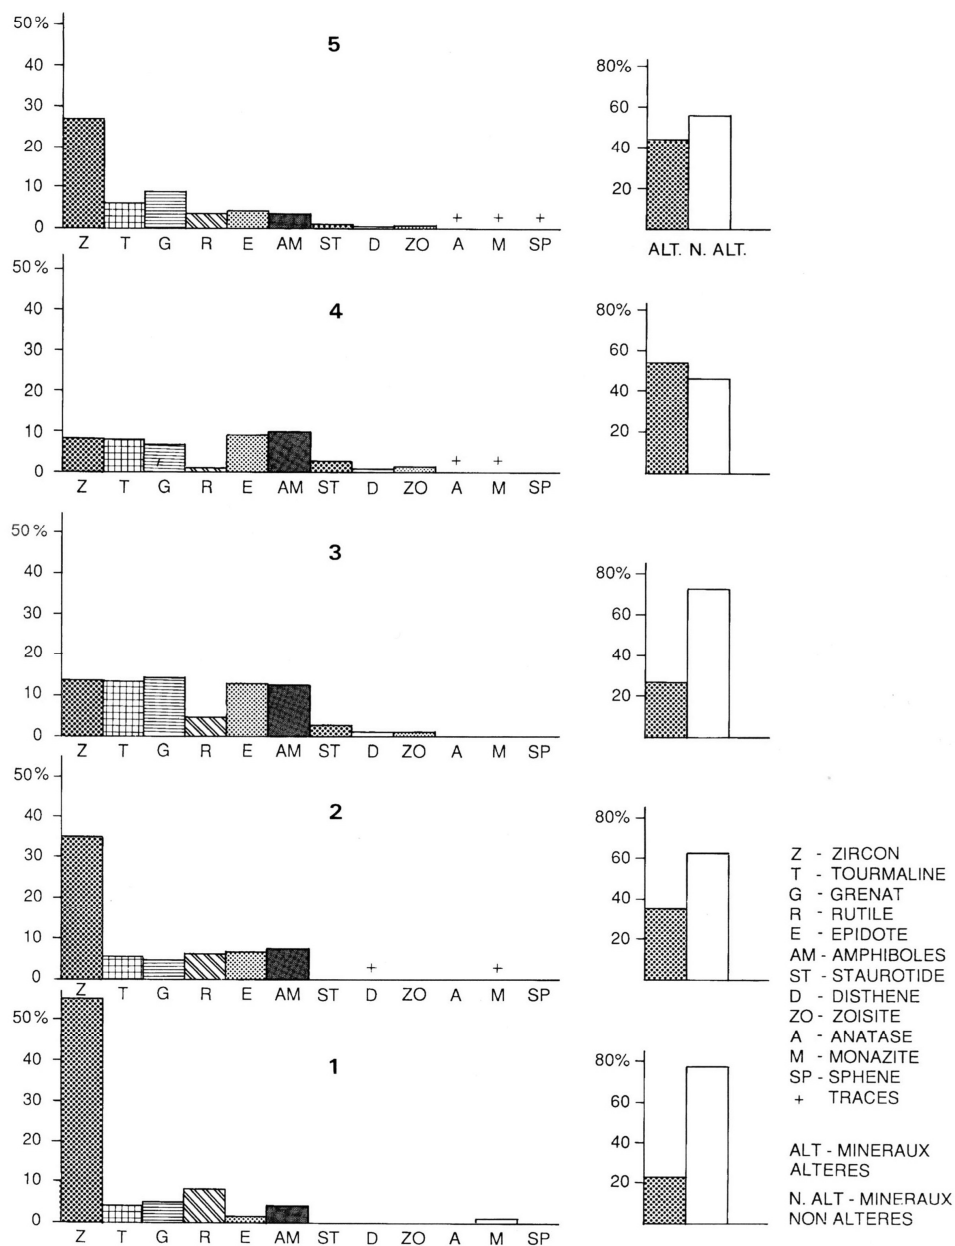 5
50%
40
30
20
10
0
Z T G R E AM ST D ZO A M SP
+ + +
80%
60
40
20
ALT. N. ALT.
4
50%
40
30
20
10
0
Z T G R E AM ST D ZO A M SP
+ +
80%
60
40
20
3
50%
40
30
20
10
0
Z T G R E AM ST D ZO A M SP
80%
60
40
20
2
50%
40
30
20
10
0
Z T G R E AM ST D ZO A M SP
+ +
80%
60
40
20
1
50%
40
30
20
10
0
Z T G R E AM ST D ZO A M SP
80%
60
40
20
Z - ZIRCON
T - TOURMALINE
G - GRENAT
R - RUTILE
E - EPIDOTE
AM - AMPHIBOLES
ST - STAUROTIDE
D - DISTHENE
ZO - ZOISITE
A - ANATASE
M - MONAZITE
SP - SPHENE
+ TRACES
ALT - MINERAUX
ALTERES
N. ALT - MINERAUX
NON ALTERES